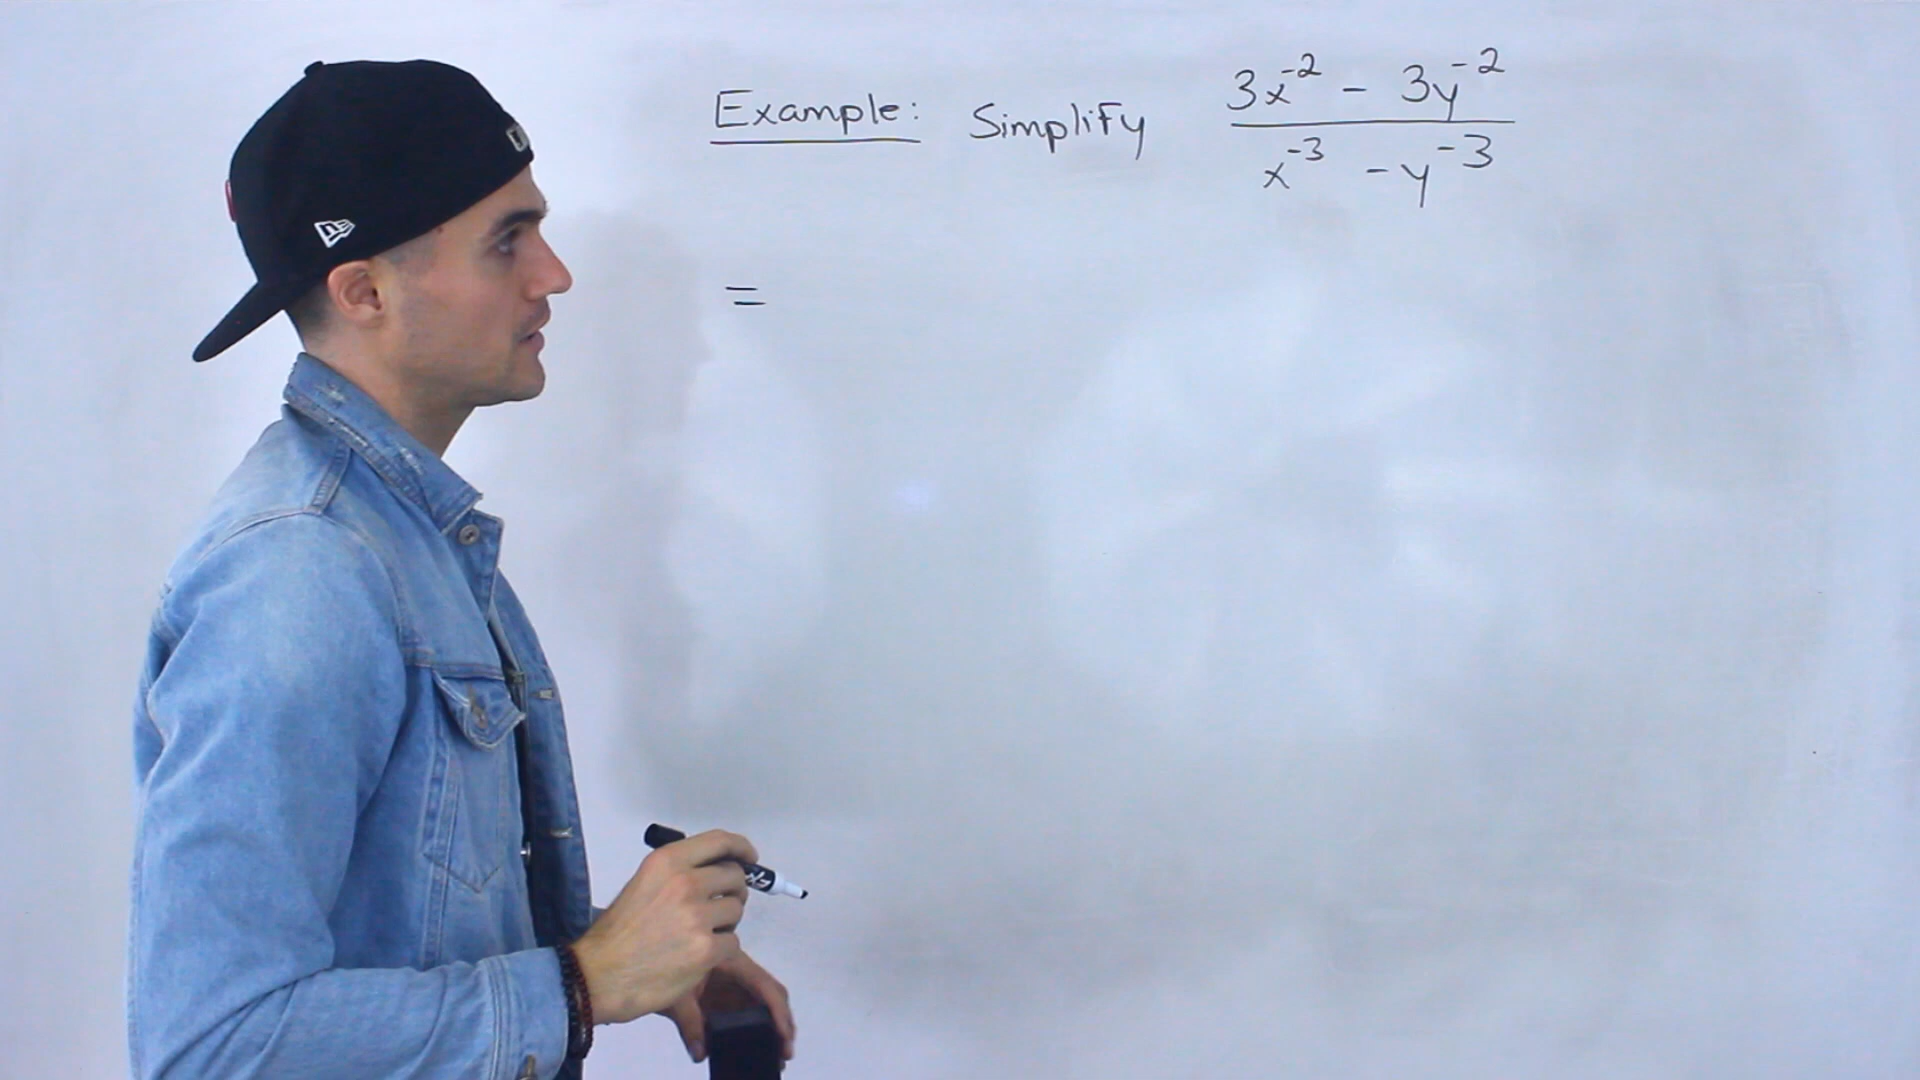 Example: Simplify (3x⁻² - 3y⁻²)/(x⁻³ - y⁻³)
=